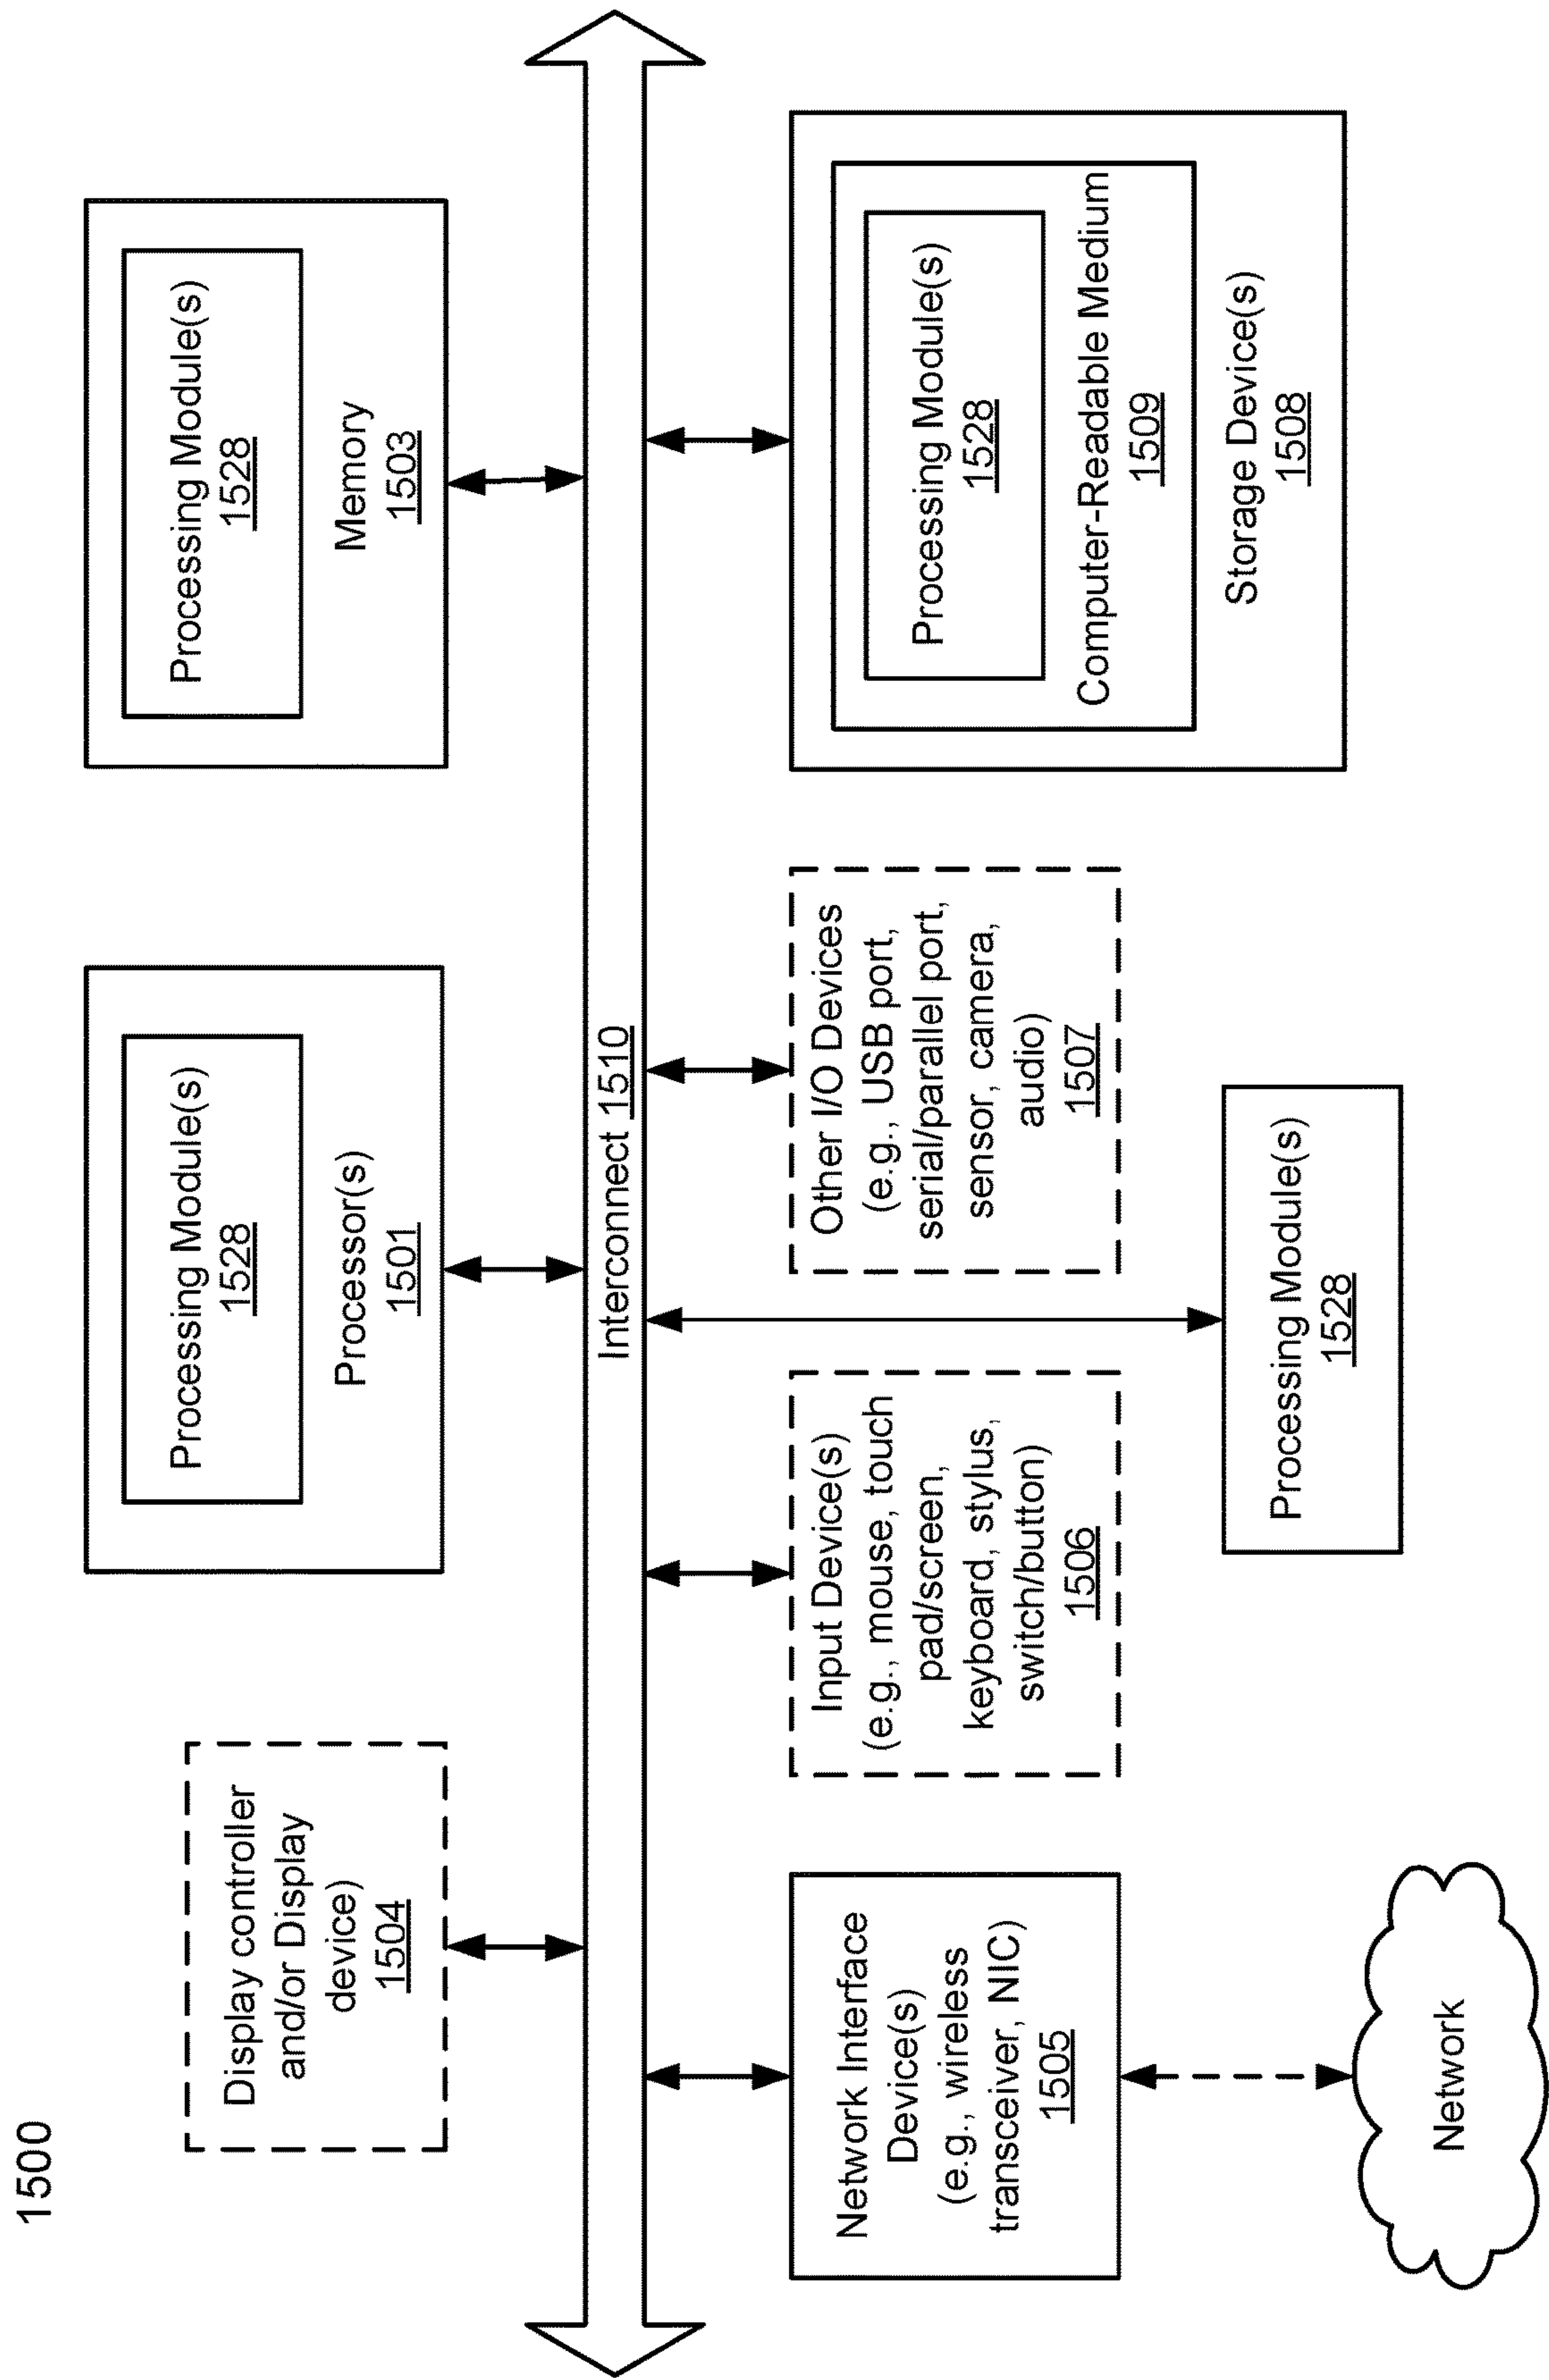 1500
Display controller
and/or Display
device)
1504
Processing Module(s)
1528
Processor(s)
1501
Processing Module(s)
1528
Memory
1503
Interconnect 1510
Network Interface
Device(s)
(e.g., wireless
transceiver, NIC)
1505
Input Device(s)
(e.g., mouse, touch
pad/screen,
keyboard, stylus,
switch/button)
1506
Other I/O Devices
(e.g., USB port,
serial/parallel port,
sensor, camera,
audio)
1507
Processing Module(s)
1528
Computer-Readable Medium
1509
Storage Device(s)
1508
Processing Module(s)
1528
Network